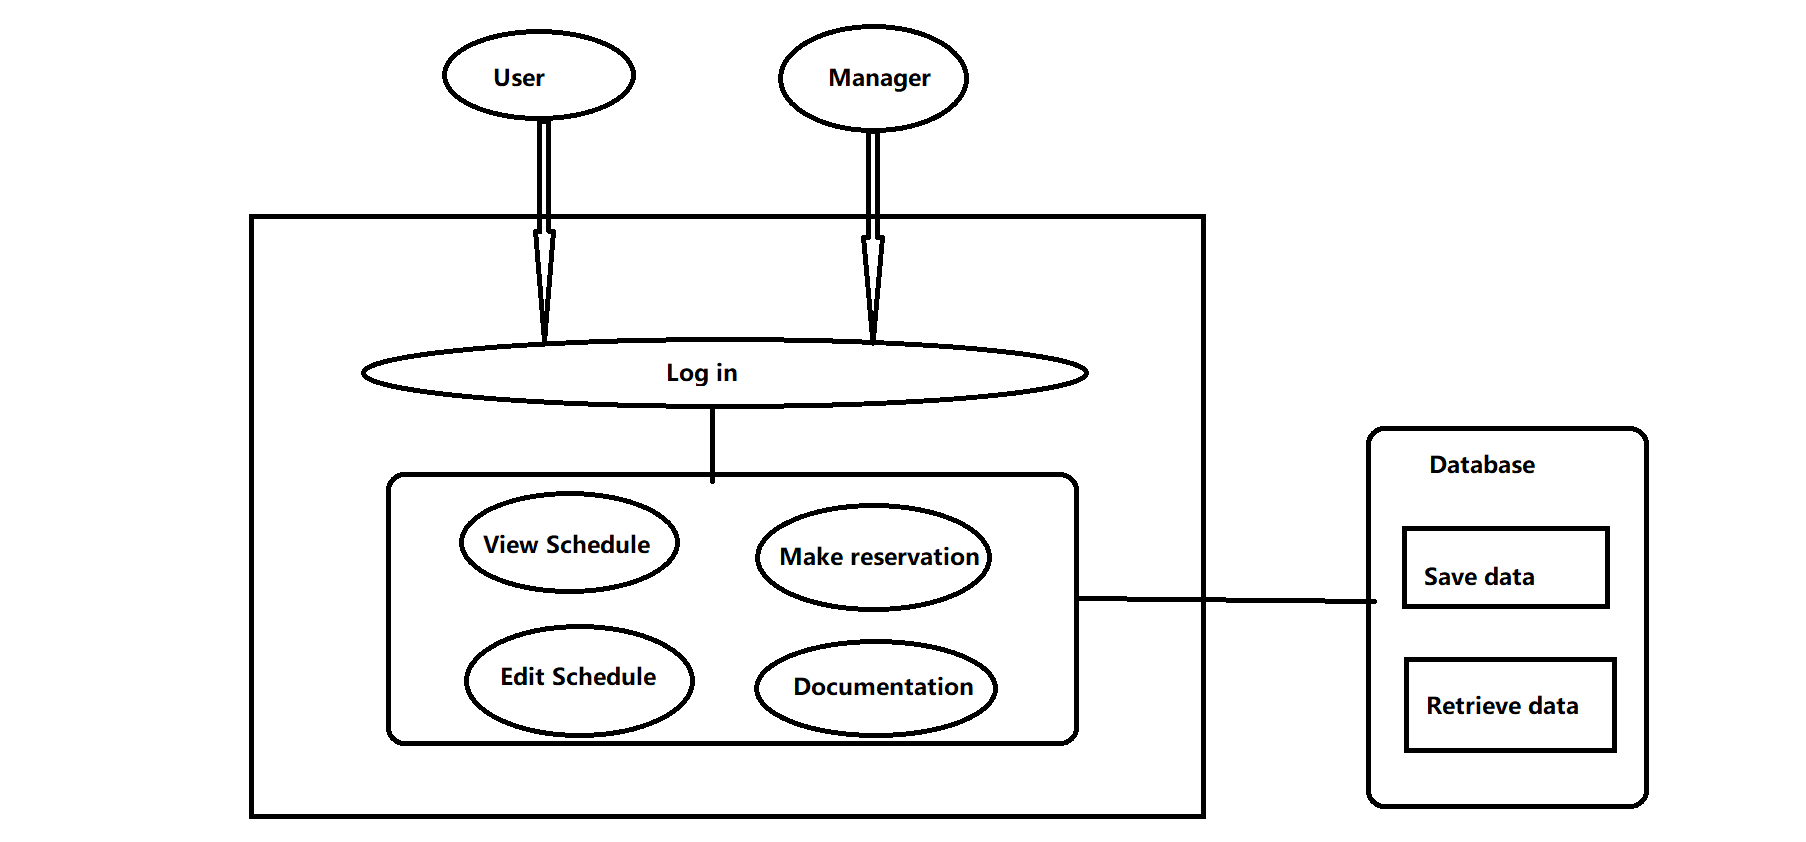 User
Manager
Log in
View Schedule
Make reservation
Edit Schedule
Documentation
Database
Save data
Retrieve data